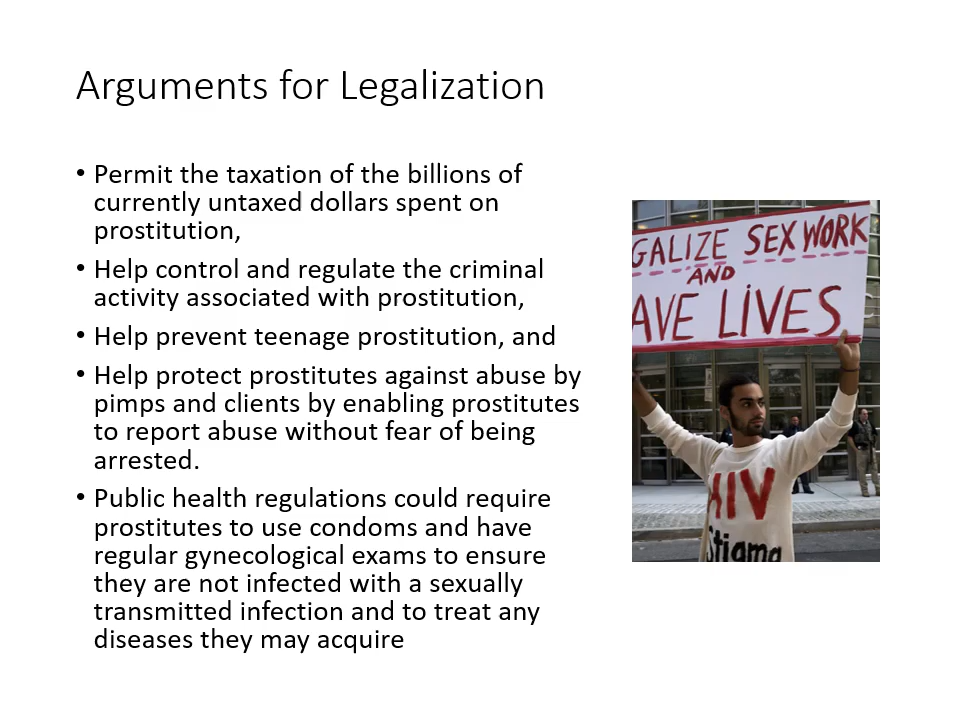 Arguments for Legalization
• Permit the taxation of the billions of
currently untaxed dollars spent on
prostitution,
• Help control and regulate the criminal
activity associated with prostitution,
• Help prevent teenage prostitution, and
• Help protect prostitutes against abuse by
pimps and clients by enabling prostitutes
to report abuse without fear of being
arrested.
• Public health regulations could require
prostitutes to use condoms and have
regular gynecological exams to ensure
they are not infected with a sexually
transmitted infection and to treat any
diseases they may acquire
GALIZE SEX WORK
AND
AVE LIVES
HIV
Stigma